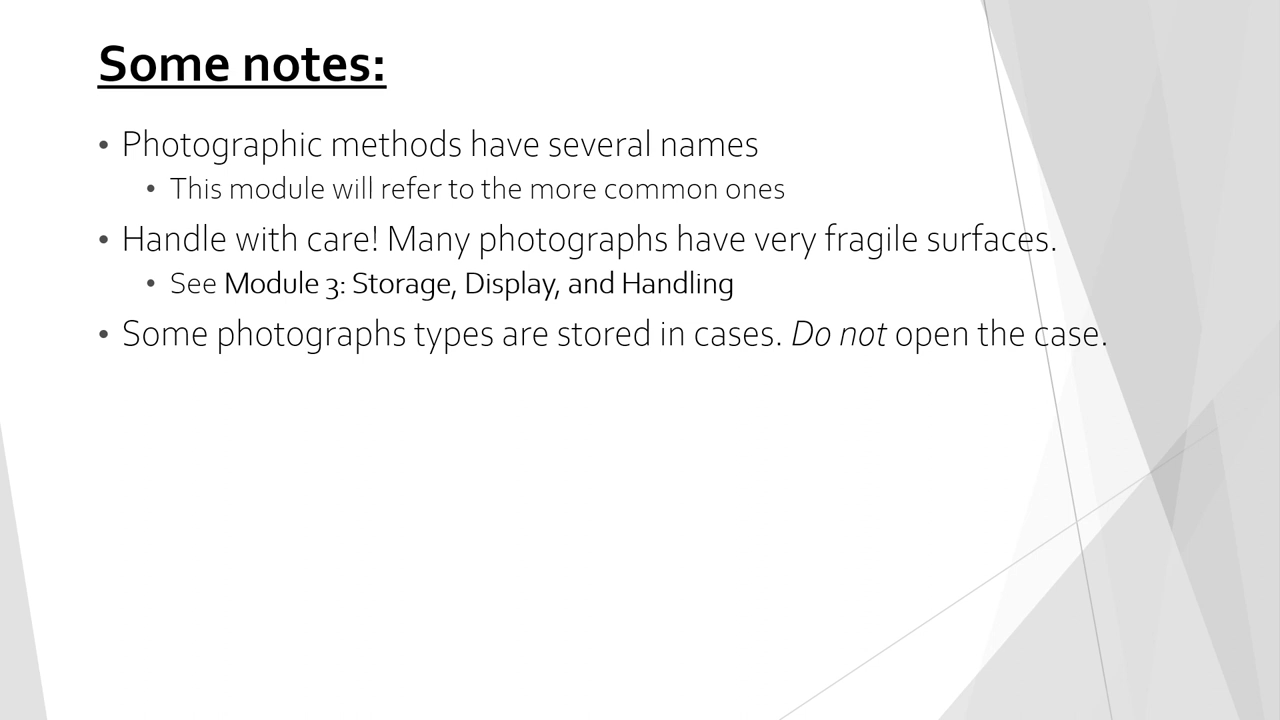 Some notes:
• Photographic methods have several names
• This module will refer to the more common ones
• Handle with care! Many photographs have very fragile surfaces.
• See Module 3: Storage, Display, and Handling
• Some photographs types are stored in cases. Do not open the case.